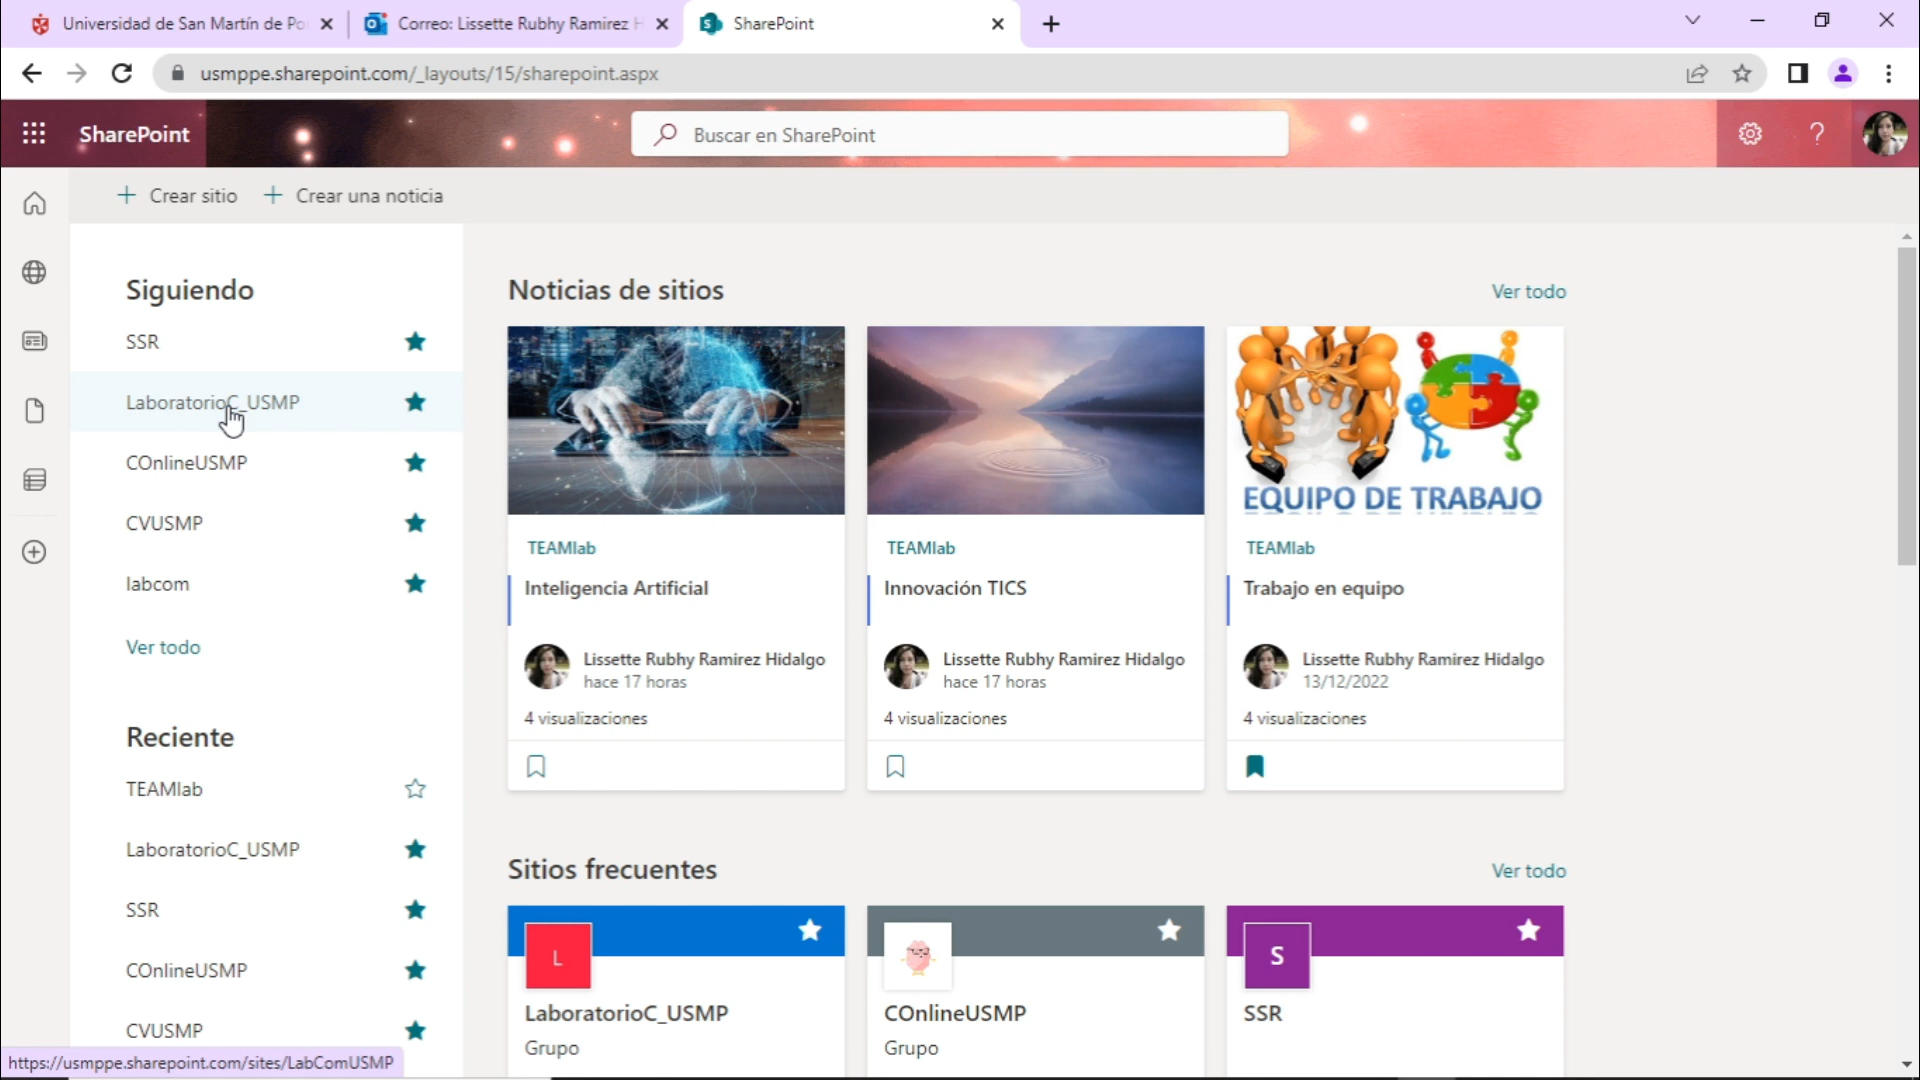 Universidad de San Martín de Po
Correo: Lissette Rubhy Ramirez H
SharePoint
usmppe.sharepoint.com/_layouts/15/sharepoint.aspx
SharePoint
Buscar en SharePoint
Crear sitio
Crear una noticia
Siguiendo
SSR
LaboratorioC_USMP
COnlineUSMP
CVUSMP
labcom
Ver todo
Reciente
TEAMlab
LaboratorioC_USMP
SSR
COnlineUSMP
CVUSMP
https://usmppe.sharepoint.com/sites/LabComUSMP
Noticias de sitios
Ver todo
TEAMlab
Inteligencia Artificial
Lissette Rubhy Ramirez Hidalgo
hace 17 horas
4 visualizaciones
TEAMlab
Innovación TICS
Lissette Rubhy Ramirez Hidalgo
hace 17 horas
4 visualizaciones
EQUIPO DE TRABAJO
TEAMlab
Trabajo en equipo
Lissette Rubhy Ramirez Hidalgo
13/12/2022
4 visualizaciones
Sitios frecuentes
Ver todo
L
LaboratorioC_USMP
Grupo
COnlineUSMP
Grupo
S
SSR